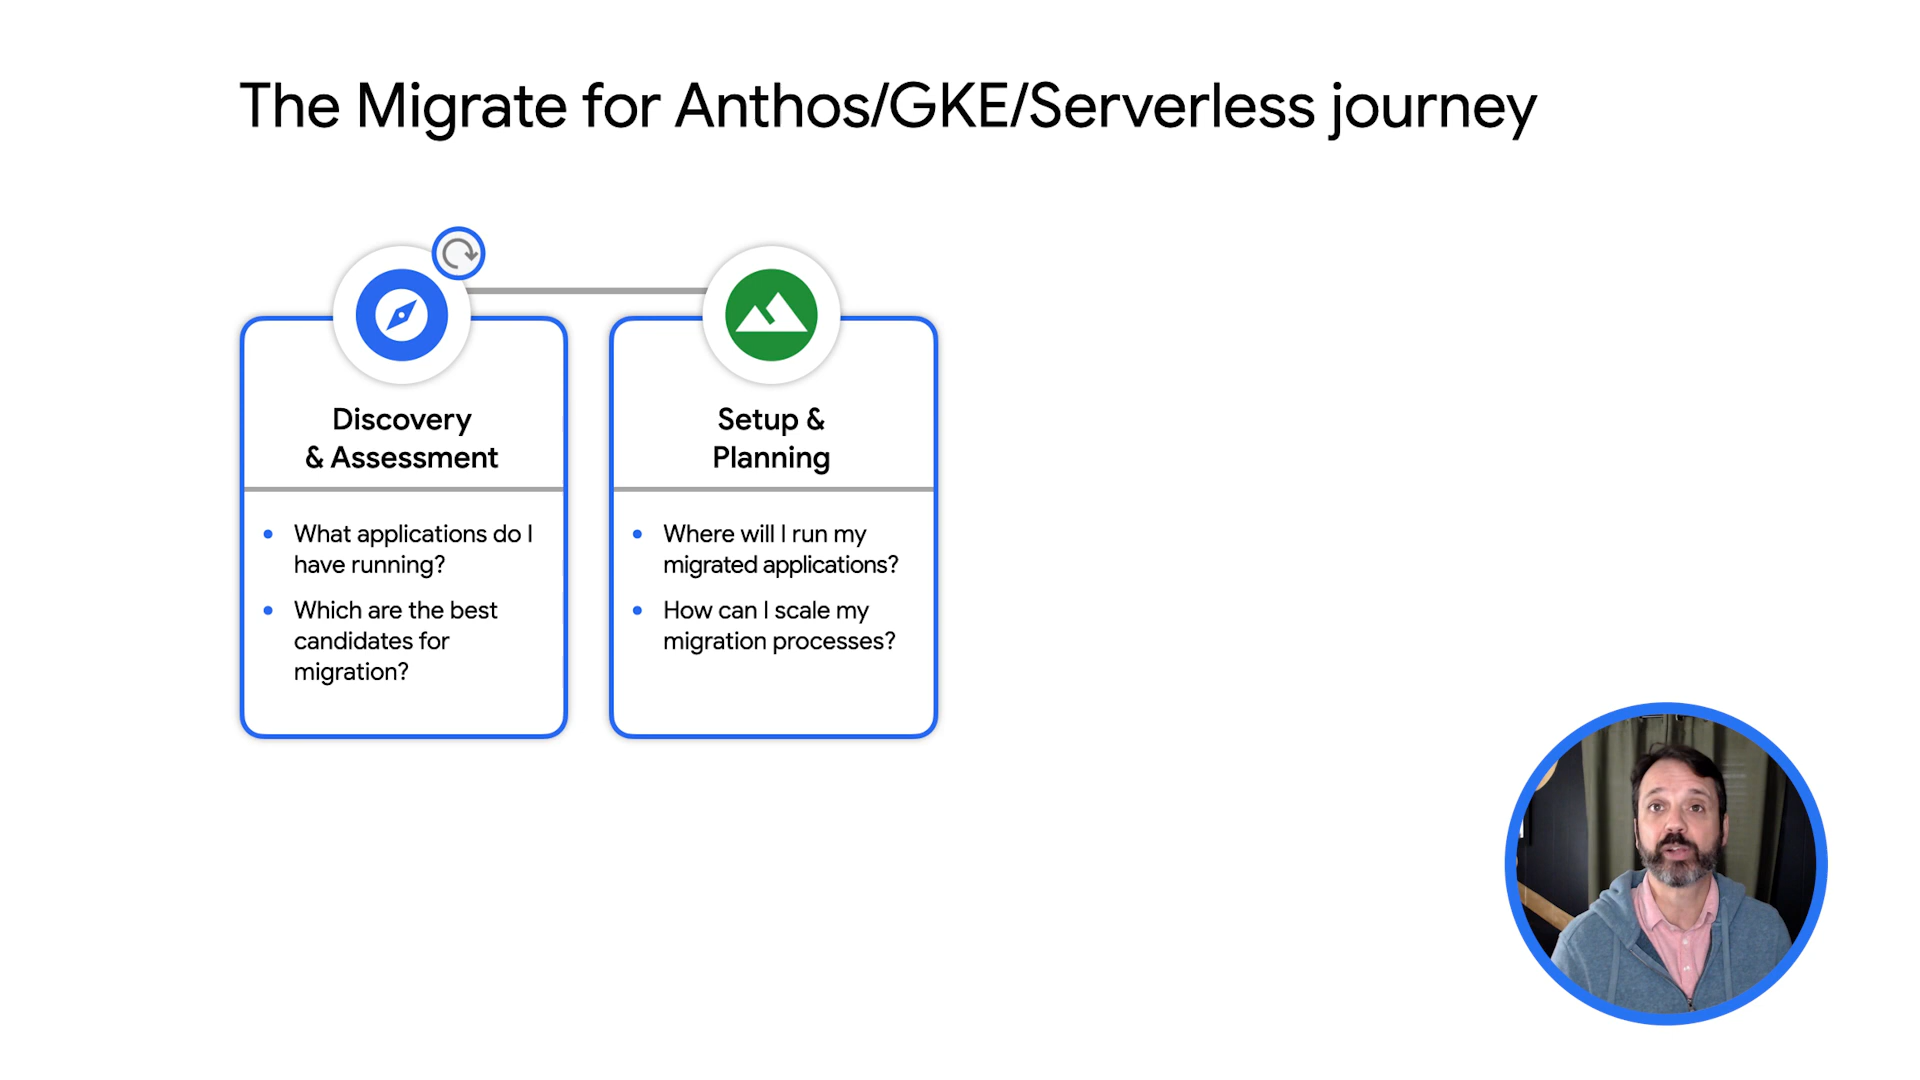 The Migrate for Anthos/GKE/Serverless journey
Discovery
& Assessment
• What applications do I
have running?
• Which are the best
candidates for
migration?
Setup &
Planning
• Where will I run my
migrated applications?
• How can I scale my
migration processes?